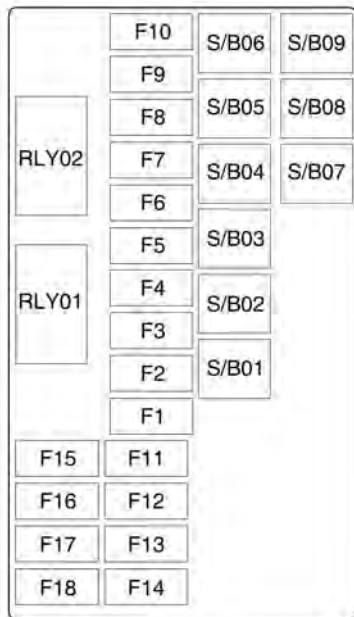 F10 S/B06 S/B09
F9
F8 S/B05 S/B08
RLY02 F7 S/B04 S/B07
F6
F5 S/B03
RLY01 F4 S/B02
F3
F2 S/B01
F1
F15 F11
F16 F12
F17 F13
F18 F14